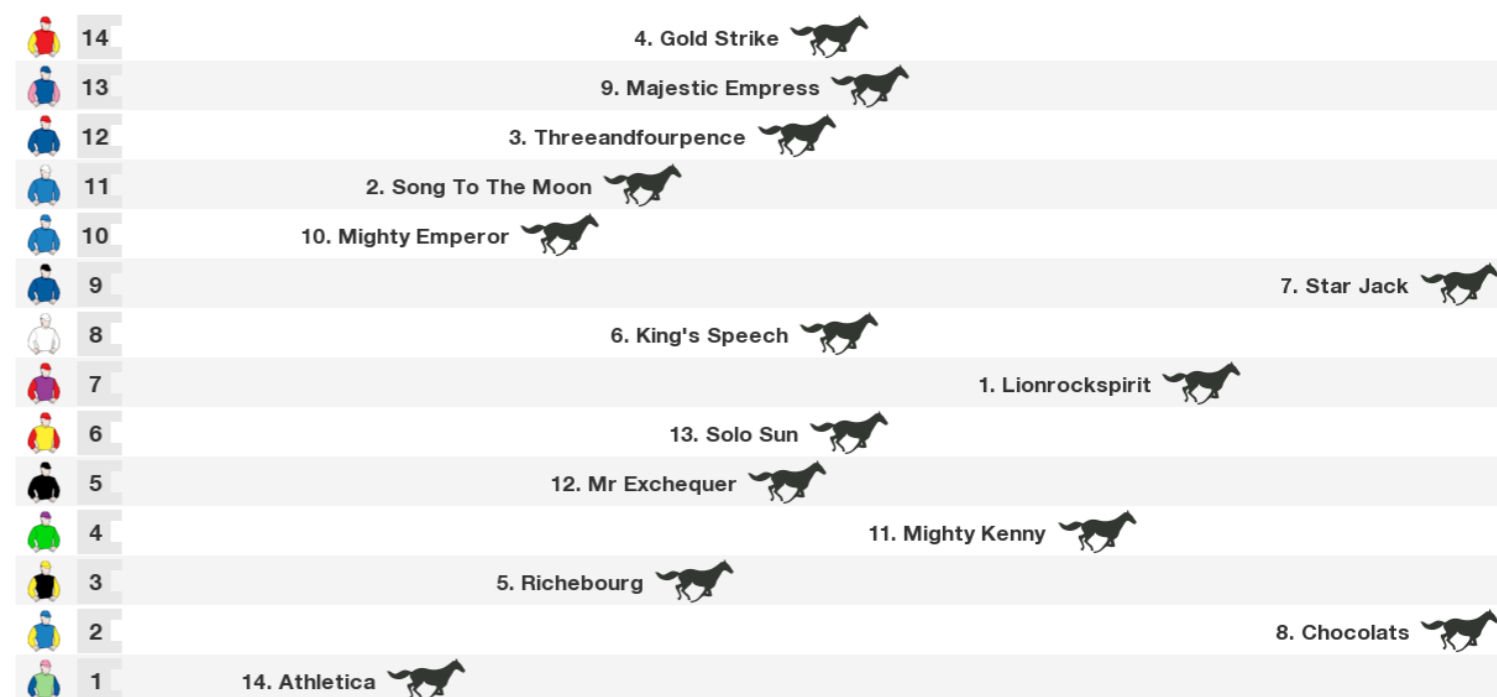 14 4. Gold Strike
13 9. Majestic Empress
12 3. Threeandfourpence
11 2. Song To The Moon
10 10. Mighty Emperor
9 7. Star Jack
8 6. King's Speech
7 1. Lionrockspirit
6 13. Solo Sun
5 12. Mr Exchequer
4 11. Mighty Kenny
3 5. Richebourg
2 8. Chocolats
1 14. Athletica